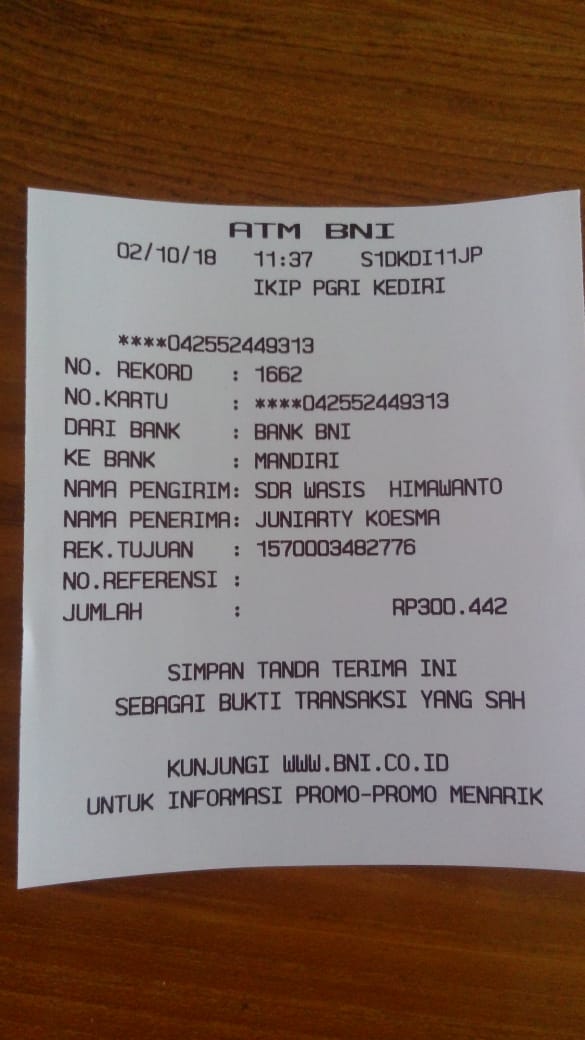 ATM BNI
02/10/18 11:37 S1DKDI11JP
IKIP PGRI KEDIRI
****042552449313
NO. REKORD : 1662
NO.KARTU : ****042552449313
DARI BANK : BANK BNI
KE BANK : MANDIRI
NAMA PENGIRIM: SDR WASIS HIMAWANTO
NAMA PENERIMA: JUNIARTY KOESMA
REK.TUJUAN : 1570003482776
NO.REFERENSI :
JUMLAH : RP300.442
SIMPAN TANDA TERIMA INI
SEBAGAI BUKTI TRANSAKSI YANG SAH
KUNJUNGI WWW.BNI.CO.ID
UNTUK INFORMASI PROMO-PROMO MENARIK